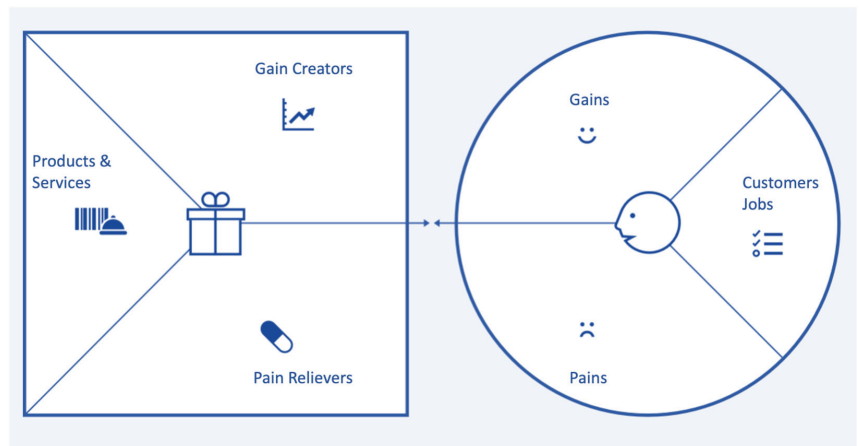 Gain Creators
Products &
Services
Pain Relievers
Gains
Customers
Jobs
Pains